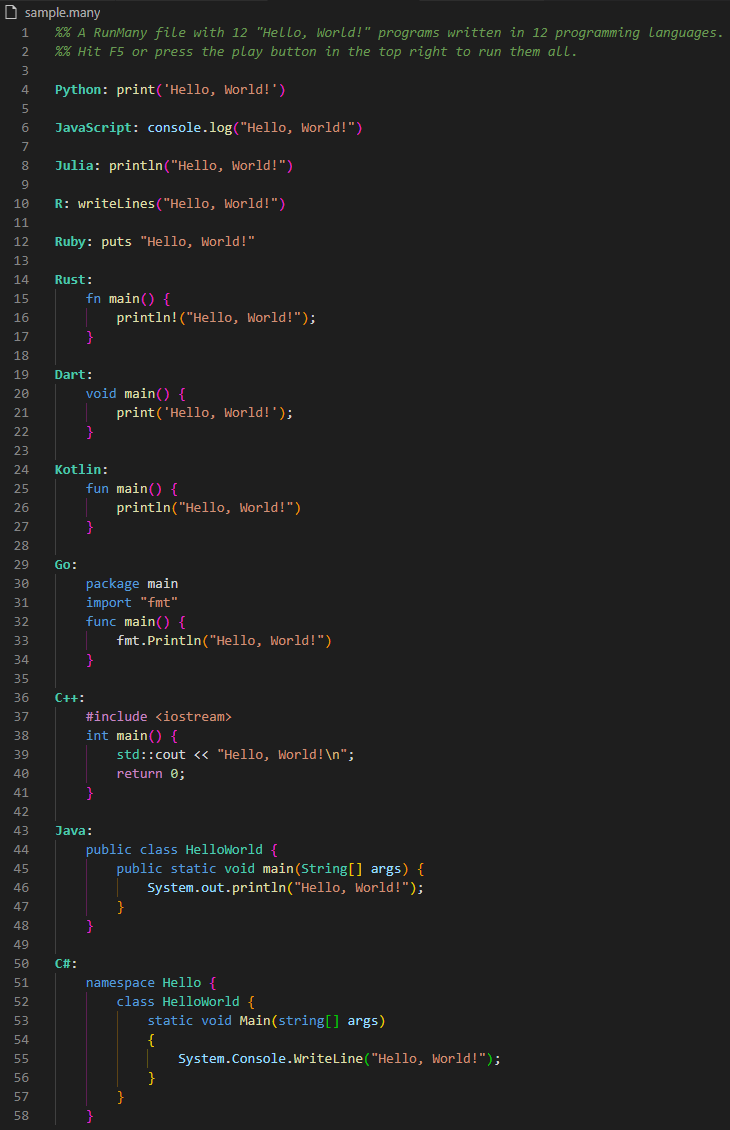 sample.many
1 %% A RunMany file with 12 "Hello, World!" programs written in 12 programming languages.
2 %% Hit F5 or press the play button in the top right to run them all.
3
4 Python: print('Hello, World!')
5
6 JavaScript: console.log("Hello, World!")
7
8 Julia: println("Hello, World!")
9
10 R: writeLines("Hello, World!")
11
12 Ruby: puts "Hello, World!"
13
14 Rust:
15     fn main() {
16         println!("Hello, World!");
17     }
18
19 Dart:
20     void main() {
21         print('Hello, World!');
22     }
23
24 Kotlin:
25     fun main() {
26         println("Hello, World!")
27     }
28
29 Go:
30     package main
31     import "fmt"
32     func main() {
33         fmt.Println("Hello, World!")
34     }
35
36 C++:
37     #include <iostream>
38     int main() {
39         std::cout << "Hello, World!\n";
40         return 0;
41     }
42
43 Java:
44     public class HelloWorld {
45         public static void main(String[] args) {
46             System.out.println("Hello, World!");
47         }
48     }
49
50 C#:
51     namespace Hello {
52         class HelloWorld {
53             static void Main(string[] args)
54             {
55                 System.Console.WriteLine("Hello, World!");
56             }
57         }
58     }